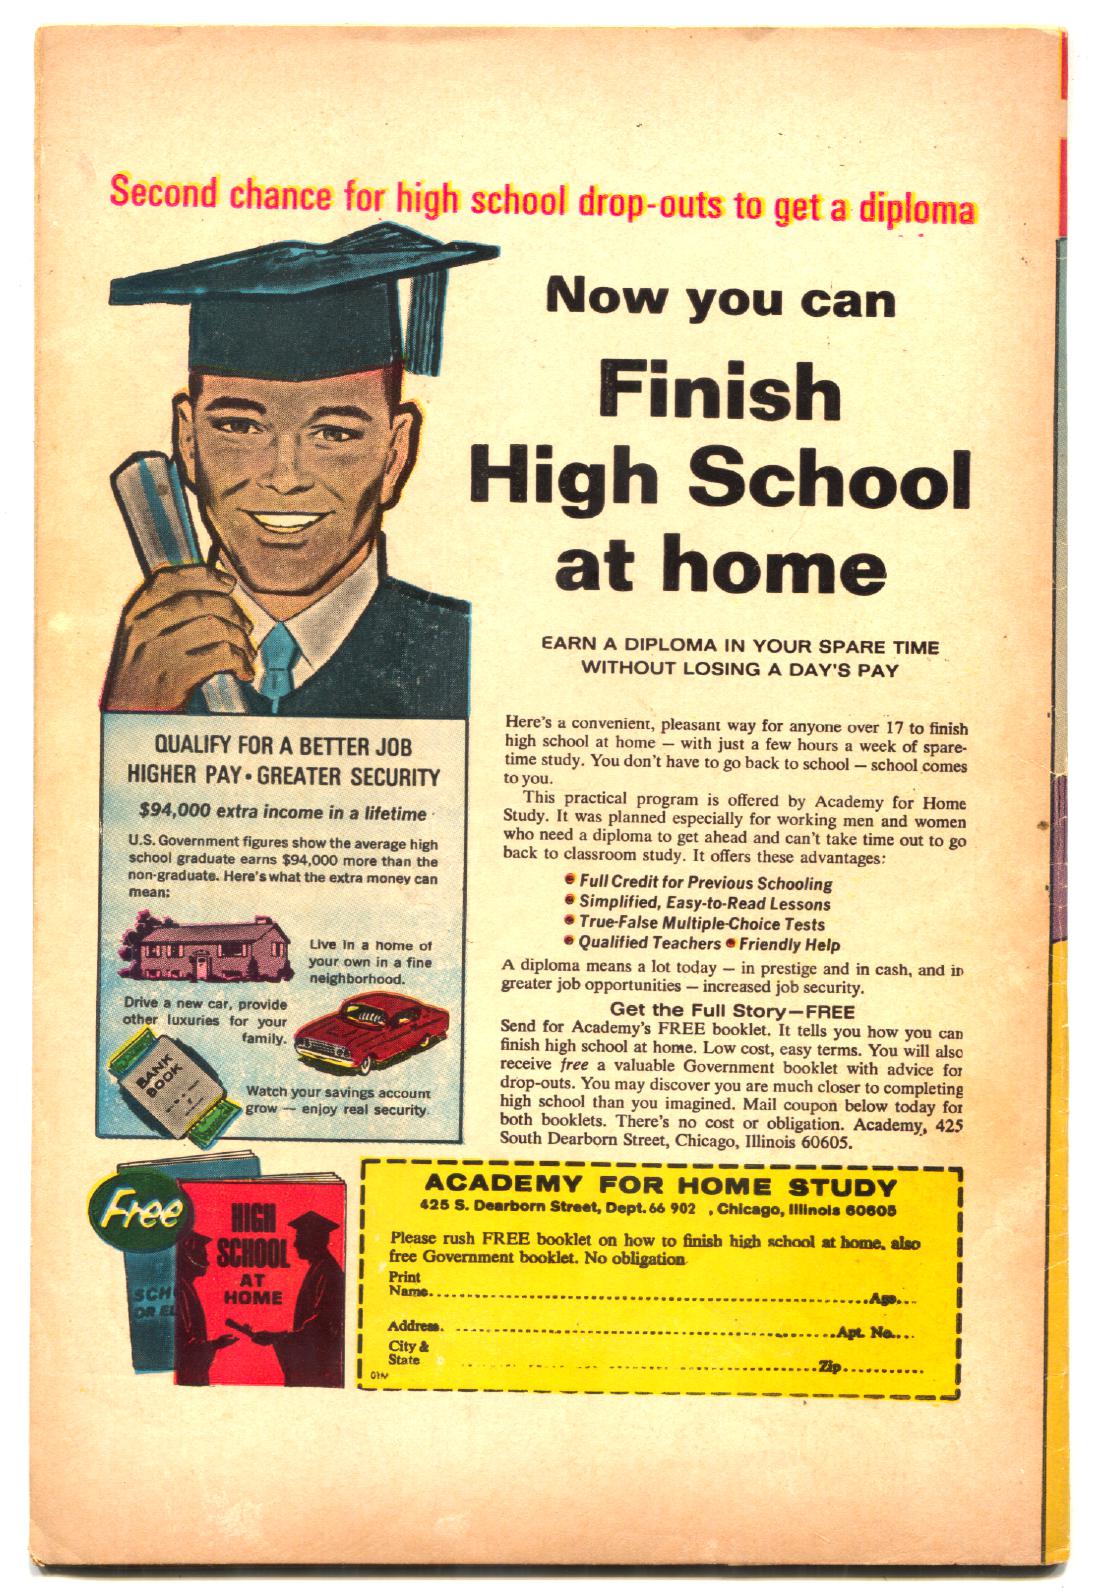 Second chance for high school drop-outs to get a diploma
Now you can
Finish
High School
at home
EARN A DIPLOMA IN YOUR SPARE TIME
WITHOUT LOSING A DAY'S PAY
Here's a convenient, pleasant way for anyone over 17 to finish
high school at home — with just a few hours a week of spare-
time study. You don't have to go back to school — school comes
to you.
This practical program is offered by Academy for Home
Study. It was planned especially for working men and women
who need a diploma to get ahead and can't take time out to go
back to classroom study. It offers these advantages:
• Full Credit for Previous Schooling
• Simplified, Easy-to-Read Lessons
• True-False Multiple-Choice Tests
• Qualified Teachers • Friendly Help
A diploma means a lot today — in prestige and in cash, and in
greater job opportunities — increased job security.
Get the Full Story—FREE
Send for Academy's FREE booklet. It tells you how you can
finish high school at home. Low cost, easy terms. You will also
receive free a valuable Government booklet with advice for
drop-outs. You may discover you are much closer to completing
high school than you imagined. Mail coupon below today for
both booklets. There's no cost or obligation. Academy, 425
South Dearborn Street, Chicago, Illinois 60605.
QUALIFY FOR A BETTER JOB
HIGHER PAY • GREATER SECURITY
$94,000 extra income in a lifetime
U.S. Government figures show the average high
school graduate earns $94,000 more than the
non-graduate. Here's what the extra money can
mean:
Live in a home of
your own in a fine
neighborhood.
Drive a new car, provide
other luxuries for your
family.
BANK
BOOK
Watch your savings account
grow — enjoy real security.
Free
SCH
OR EL
HIGH
SCHOOL
AT
HOME
ACADEMY FOR HOME STUDY
425 S. Dearborn Street, Dept. 66 902 , Chicago, Illinois 60605
Please rush FREE booklet on how to finish high school at home, also
free Government booklet. No obligation
Print
Name.......Age...
Address. .......Apt. No....
City &
State .......Zip..........